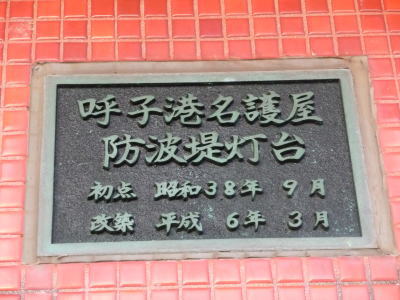 呼子港名護屋
防波堤灯台
初点 昭和38年 9月
改築 平成 6年 3月